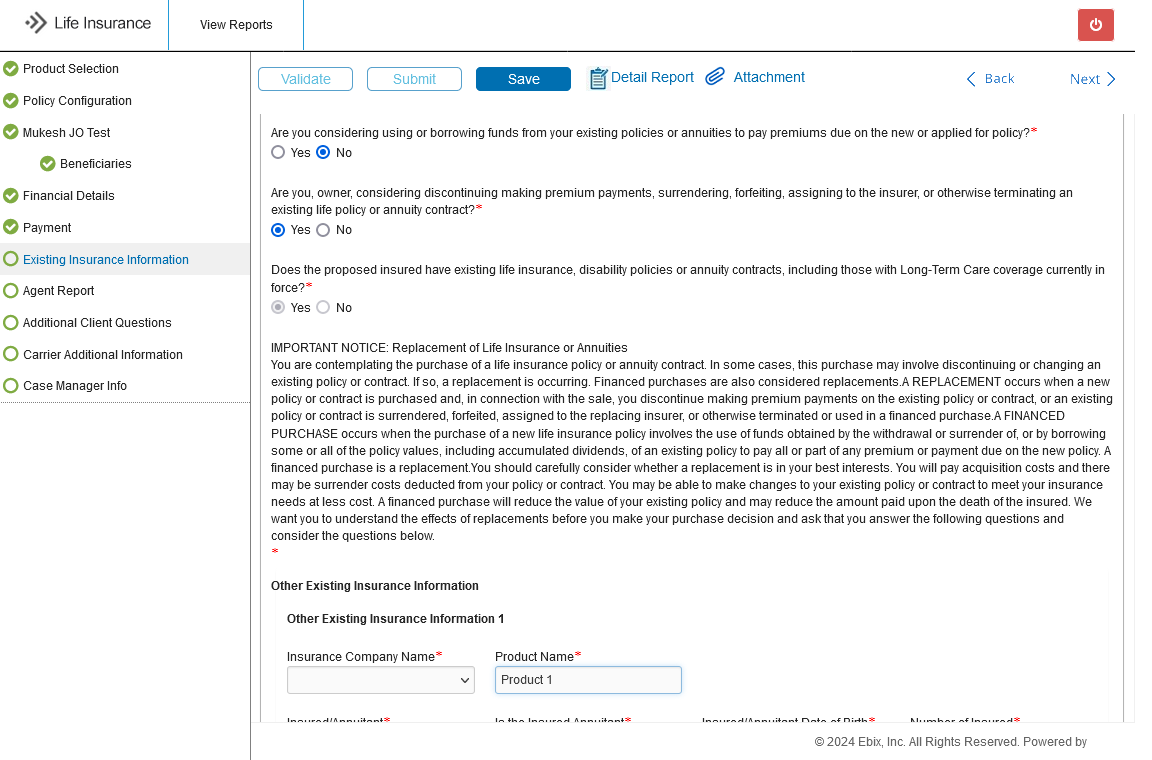 Life Insurance
View Reports
Product Selection
Policy Configuration
Mukesh JO Test
Beneficiaries
Financial Details
Payment
Existing Insurance Information
Agent Report
Additional Client Questions
Carrier Additional Information
Case Manager Info
Validate
Submit
Save
Detail Report
Attachment
Back
Next
Are you considering using or borrowing funds from your existing policies or annuities to pay premiums due on the new or applied for policy?*
Yes No
Are you, owner, considering discontinuing making premium payments, surrendering, forfeiting, assigning to the insurer, or otherwise terminating an
existing life policy or annuity contract?*
Yes No
Does the proposed insured have existing life insurance, disability policies or annuity contracts, including those with Long-Term Care coverage currently in
force?*
Yes No
IMPORTANT NOTICE: Replacement of Life Insurance or Annuities
You are contemplating the purchase of a life insurance policy or annuity contract. In some cases, this purchase may involve discontinuing or changing an
existing policy or contract. If so, a replacement is occurring. Financed purchases are also considered replacements.A REPLACEMENT occurs when a new
policy or contract is purchased and, in connection with the sale, you discontinue making premium payments on the existing policy or contract, or an existing
policy or contract is surrendered, forfeited, assigned to the replacing insurer, or otherwise terminated or used in a financed purchase.A FINANCED
PURCHASE occurs when the purchase of a new life insurance policy involves the use of funds obtained by the withdrawal or surrender of, or by borrowing
some or all of the policy values, including accumulated dividends, of an existing policy to pay all or part of any premium or payment due on the new policy. A
financed purchase is a replacement.You should carefully consider whether a replacement is in your best interests. You will pay acquisition costs and there
may be surrender costs deducted from your policy or contract. You may be able to make changes to your existing policy or contract to meet your insurance
needs at less cost. A financed purchase will reduce the value of your existing policy and may reduce the amount paid upon the death of the insured. We
want you to understand the effects of replacements before you make your purchase decision and ask that you answer the following questions and
consider the questions below.
*
Other Existing Insurance Information
Other Existing Insurance Information 1
Insurance Company Name*
Product Name*
Product 1
Insured/Annuitant*
Is the Insured Annuitant*
Insured/Annuitant Date of Birth*
Number of Insured*
© 2024 Ebix, Inc. All Rights Reserved. Powered by